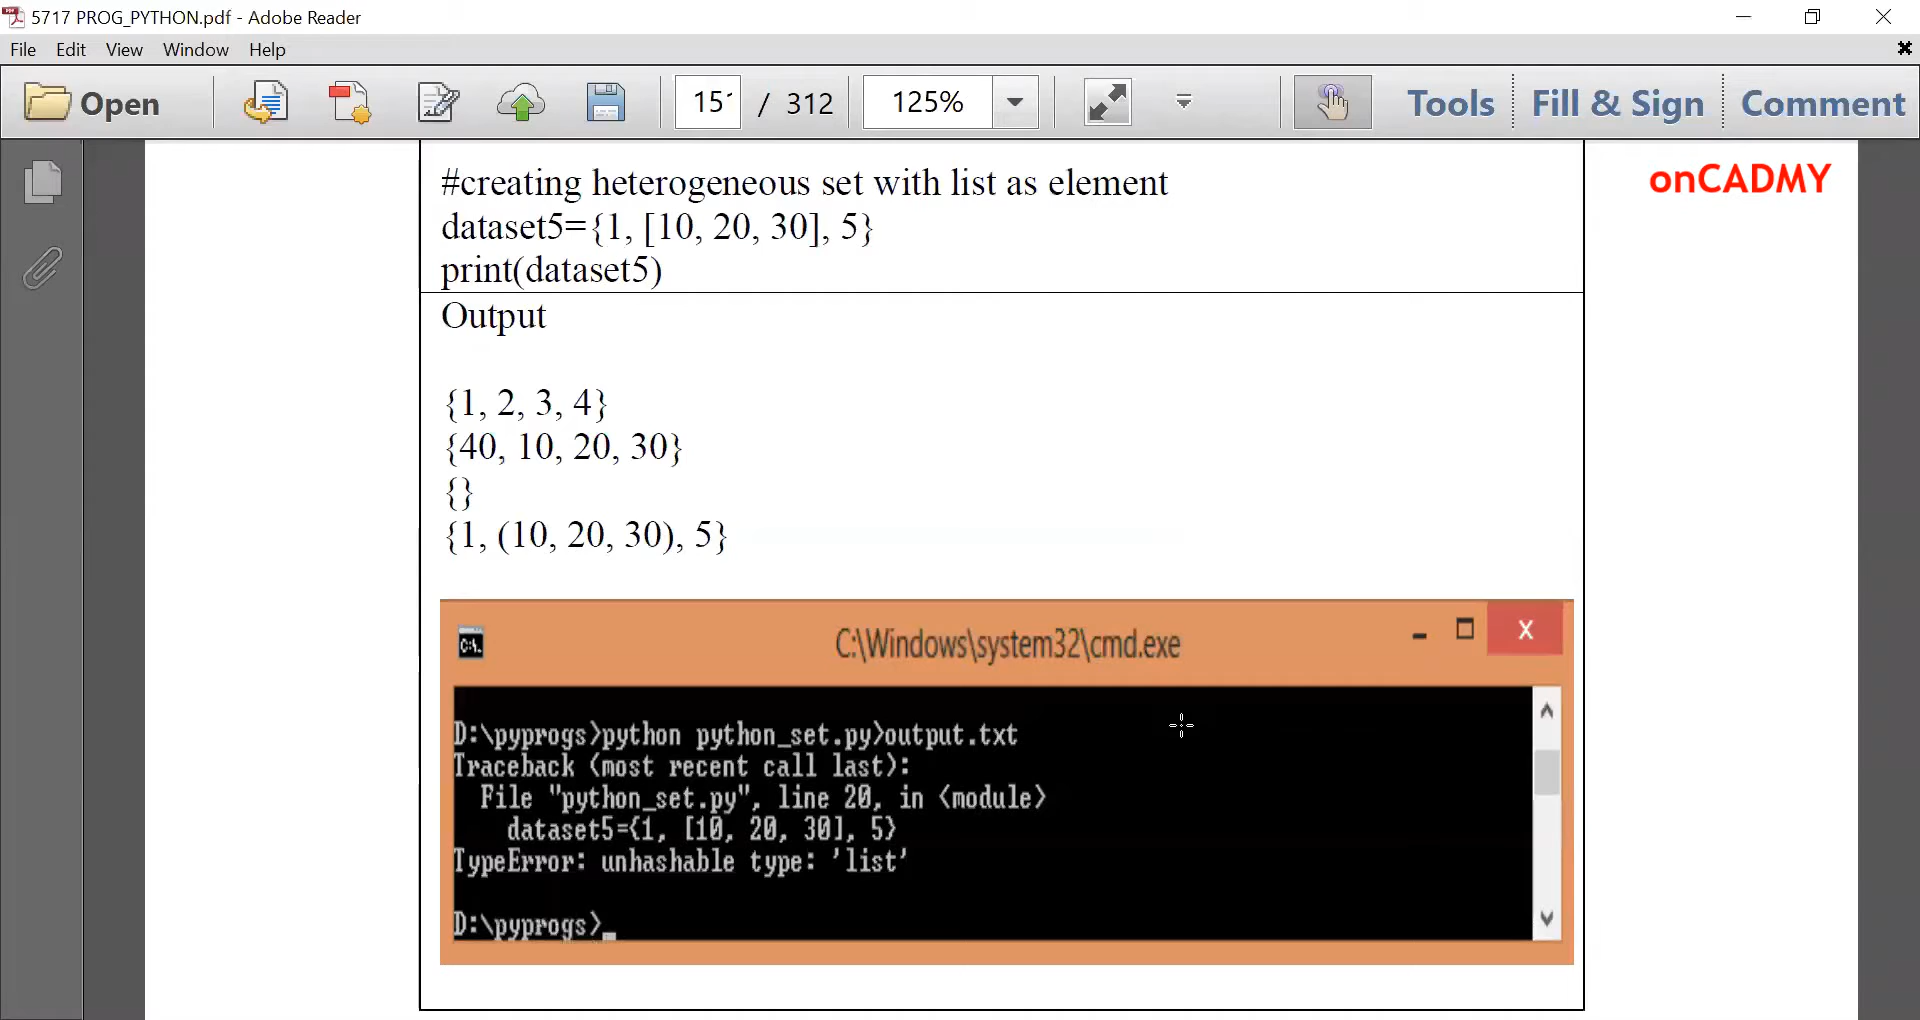 5717 PROG_PYTHON.pdf - Adobe Reader
File Edit View Window Help
Open / 312 125% Tools Fill & Sign Comment
onCADMY
#creating heterogeneous set with list as element
dataset5={1, [10, 20, 30], 5}
print(dataset5)
Output
{1, 2, 3, 4}
{40, 10, 20, 30}
{}
{1, (10, 20, 30), 5}
C:\Windows\system32\cmd.exe
D:\pyprogs>python python_set.py>output.txt
Traceback (most recent call last):
File "python_set.py", line 20, in <module>
dataset5={1, [10, 20, 30], 5}
TypeError: unhashable type: 'list'
D:\pyprogs>_